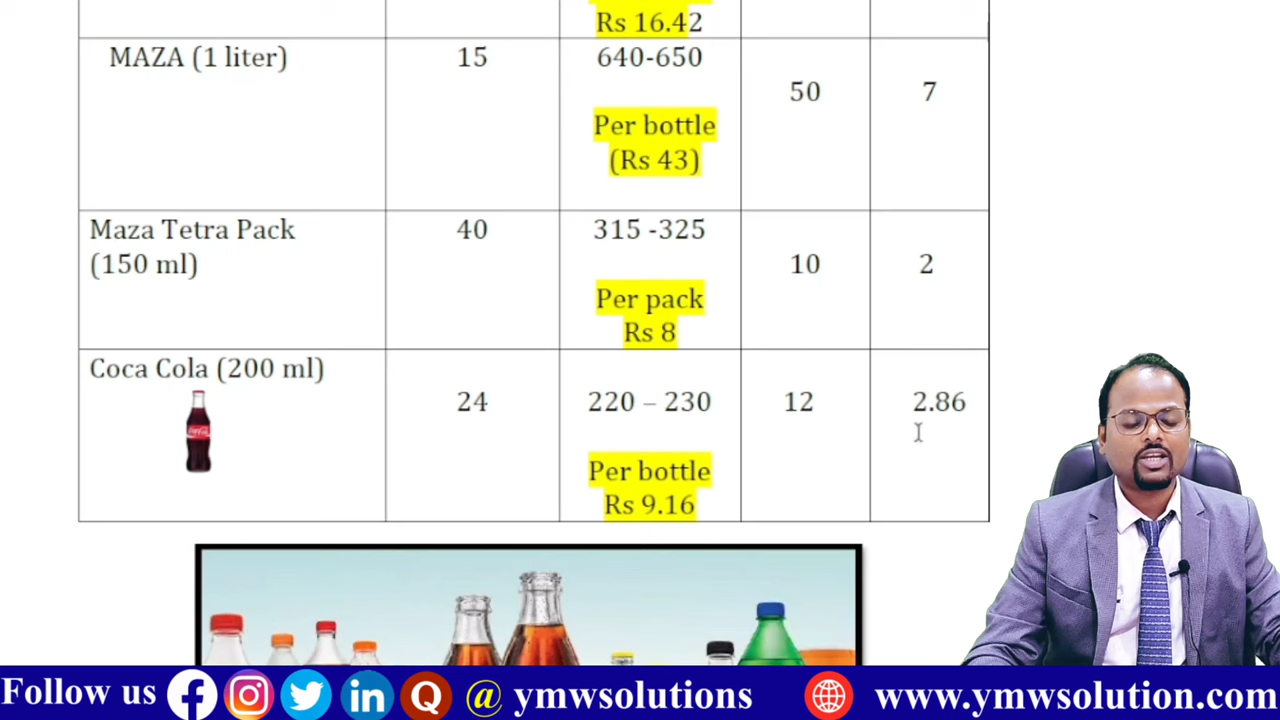 Rs 16.42
MAZA (1 liter)
15
640-650
Per bottle
(Rs 43)
50
7
Maza Tetra Pack
(150 ml)
40
315 -325
Per pack
Rs 8
10
2
Coca Cola (200 ml)
24
220 – 230
Per bottle
Rs 9.16
12
2.86
Follow us @ ymwsolutions www.ymwsolution.com